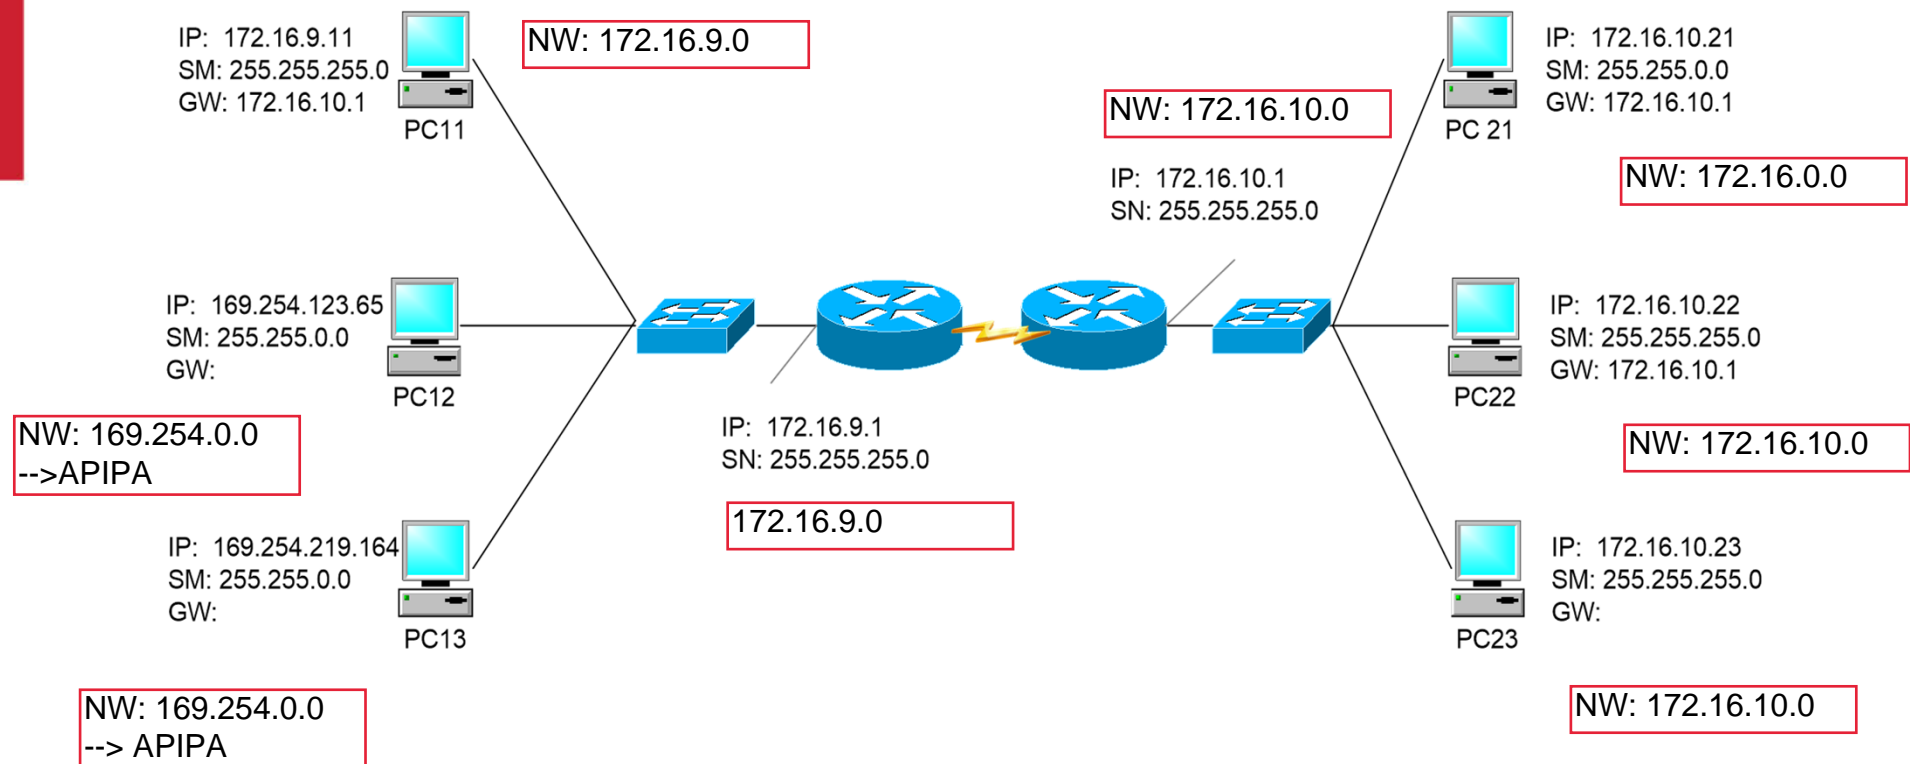 IP: 172.16.9.11
SM: 255.255.255.0
GW: 172.16.10.1
PC11
NW: 172.16.9.0
NW: 172.16.10.0
IP: 172.16.10.1
SN: 255.255.255.0
IP: 172.16.10.21
SM: 255.255.0.0
GW: 172.16.10.1
PC 21
NW: 172.16.0.0
IP: 169.254.123.65
SM: 255.255.0.0
GW:
PC12
NW: 169.254.0.0
-->APIPA
IP: 172.16.9.1
SN: 255.255.255.0
172.16.9.0
IP: 172.16.10.22
SM: 255.255.255.0
GW: 172.16.10.1
PC22
NW: 172.16.10.0
IP: 169.254.219.164
SM: 255.255.0.0
GW:
PC13
NW: 169.254.0.0
--> APIPA
IP: 172.16.10.23
SM: 255.255.255.0
GW:
PC23
NW: 172.16.10.0